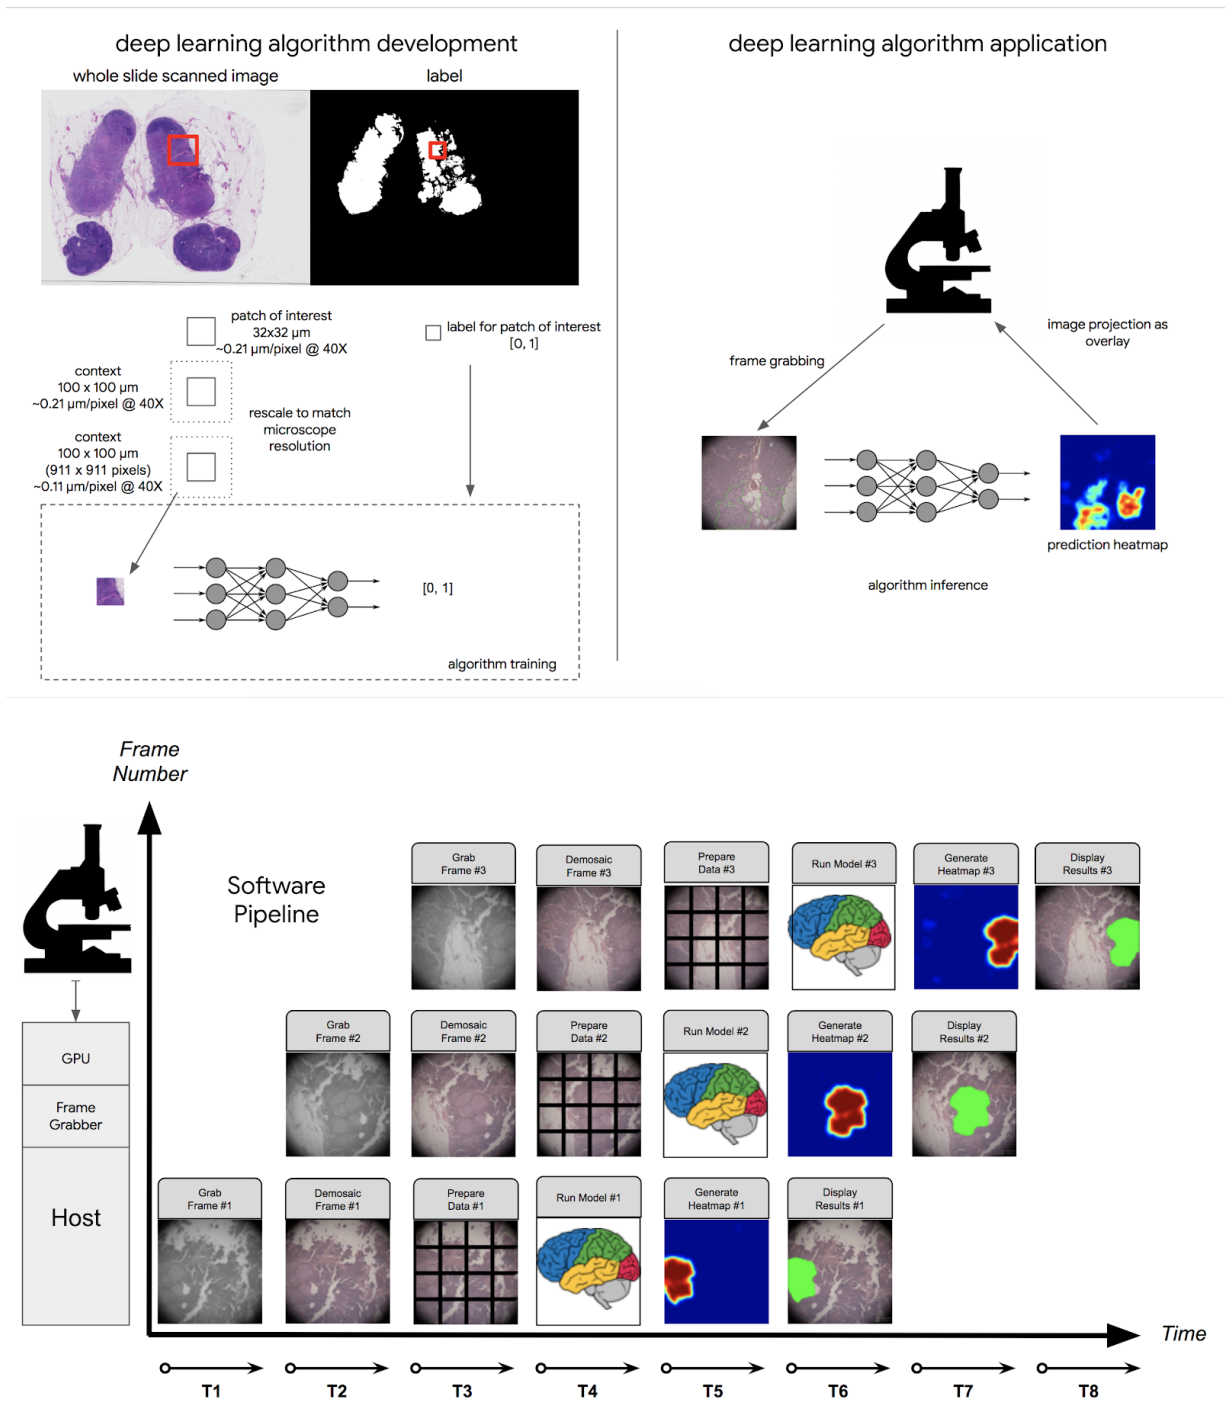 deep learning algorithm development
whole slide scanned image
label
patch of interest
32x32 µm
~0.21 µm/pixel @ 40X
label for patch of interest
[0, 1]
context
100 x 100 µm
~0.21 µm/pixel @ 40X
rescale to match
microscope
resolution
context
100 x 100 µm
(911 x 911 pixels)
~0.11 µm/pixel @ 40X
[0, 1]
algorithm training
deep learning algorithm application
image projection as
overlay
frame grabbing
prediction heatmap
algorithm inference
Frame
Number
Software
Pipeline
Grab
Frame #3
Demosaic
Frame #3
Prepare
Data #3
Run Model #3
Generate
Heatmap #3
Display
Results #3
Grab
Frame #2
Demosaic
Frame #2
Prepare
Data #2
Run Model #2
Generate
Heatmap #2
Display
Results #2
GPU
Frame
Grabber
Host
Grab
Frame #1
Demosaic
Frame #1
Prepare
Data #1
Run Model #1
Generate
Heatmap #1
Display
Results #1
Time
T1
T2
T3
T4
T5
T6
T7
T8